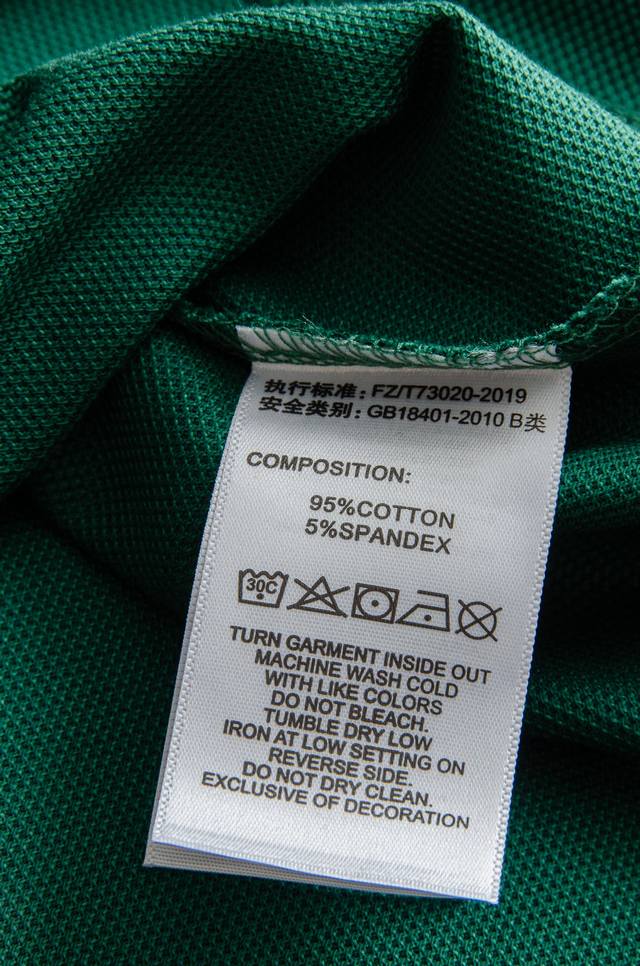 执行标准: FZ/T73020-2019
安全类别: GB18401-2010 B类
COMPOSITION:
95%COTTON
5%SPANDEX
30C
TURN GARMENT INSIDE OUT
MACHINE WASH COLD
WITH LIKE COLORS
DO NOT BLEACH.
TUMBLE DRY LOW
IRON AT LOW SETTING ON
REVERSE SIDE.
DO NOT DRY CLEAN.
EXCLUSIVE OF DECORATION